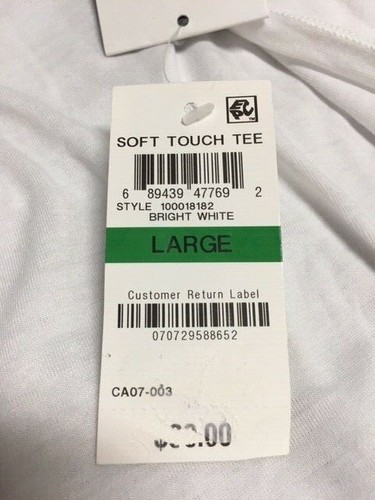 SOFT TOUCH TEE
6 89439 47769 2
STYLE 100018182
BRIGHT WHITE
LARGE
Customer Return Label
070729588652
CA07-003